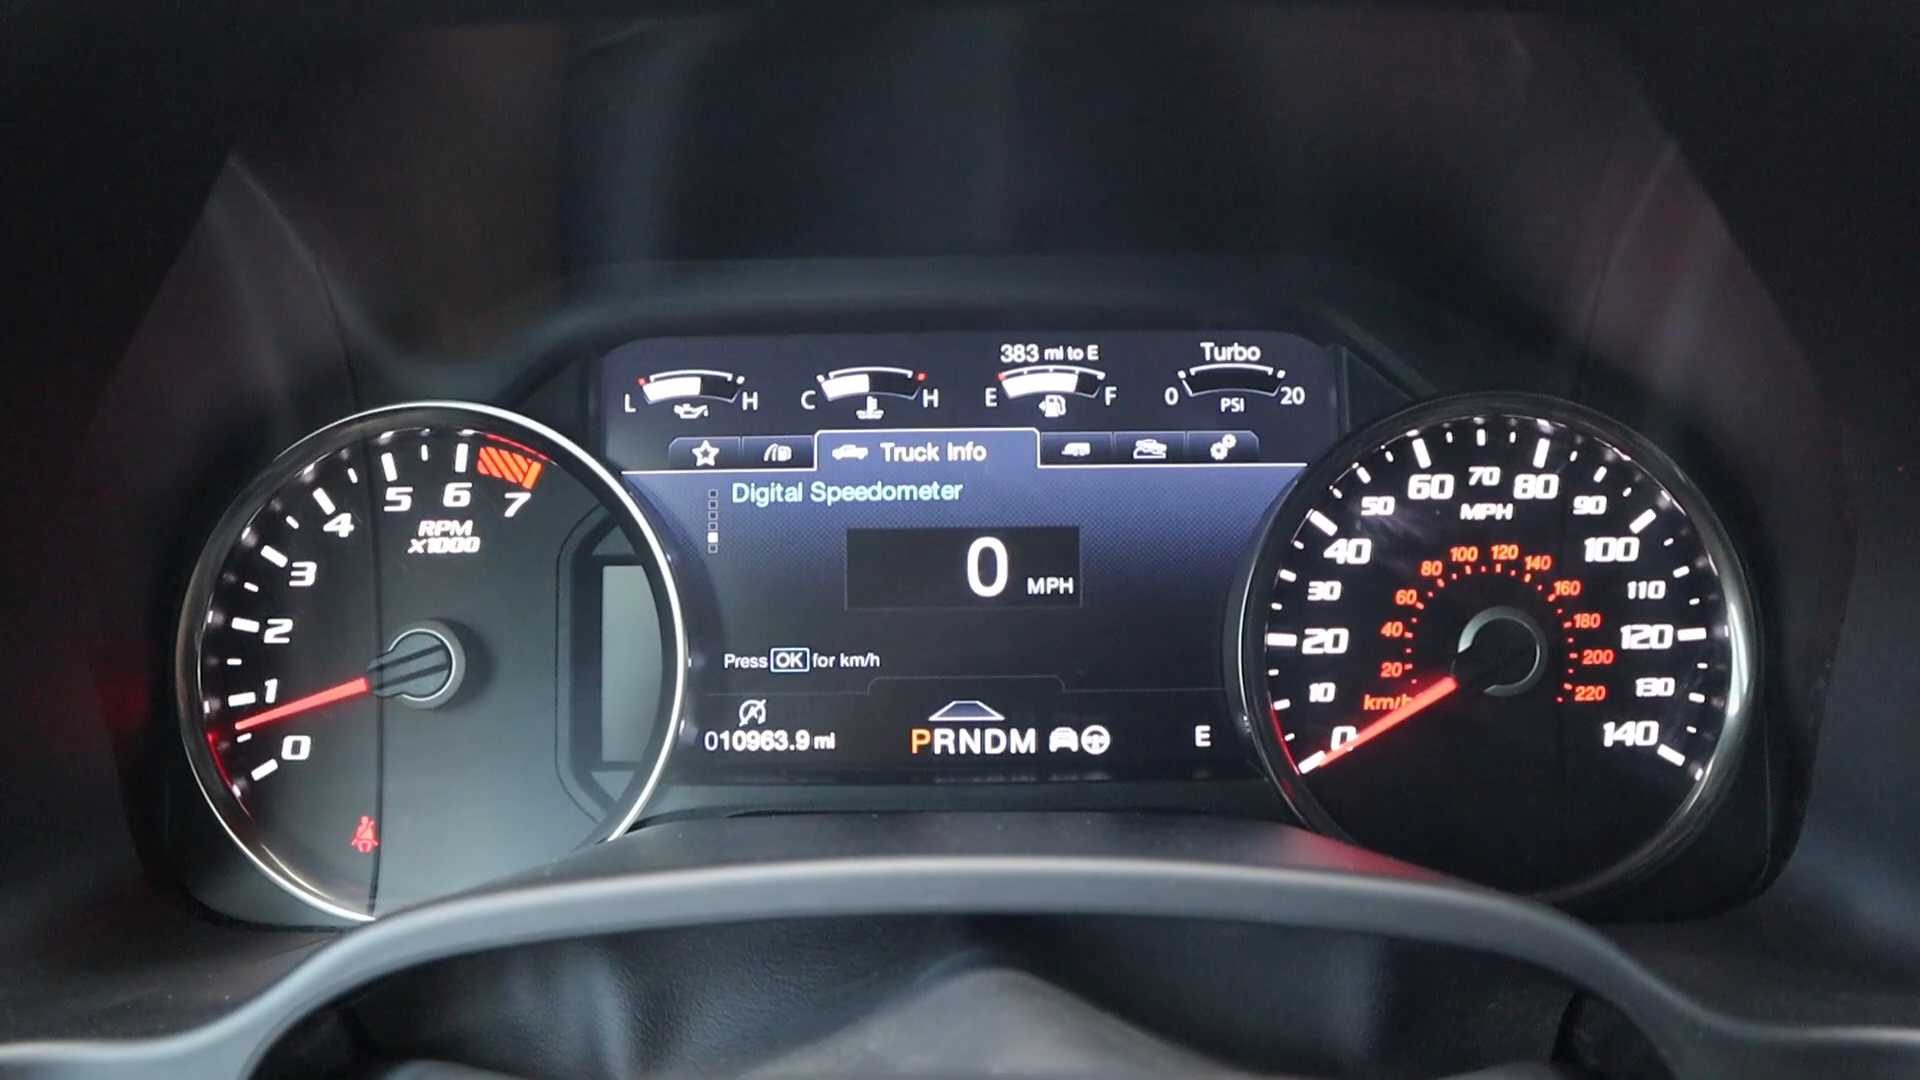 383 mi to E
Turbo
L H
C H
E F
0 20
PSI
Truck Info
Digital Speedometer
0 MPH
Press OK for km/h
010963.9 mi
PRNDM
E
0
1
2
3
4
5
6
7
RPM
x1000
0
10
20
30
40
50
60
70
80
90
100
110
120
130
140
MPH
km/h
20
40
60
80
100
120
140
160
180
200
220